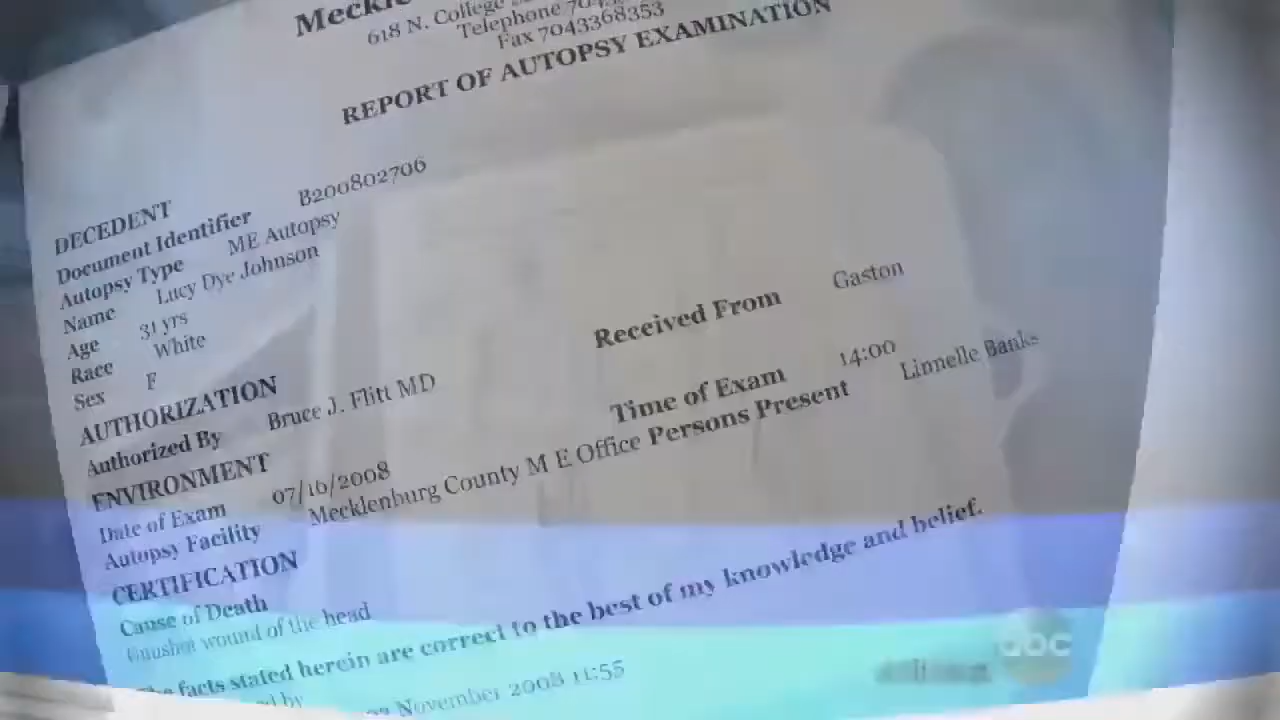 618 N. College
Telephone
Fax 7043368353
REPORT OF AUTOPSY EXAMINATION
DECEDENT
Document Identifier B200802706
Autopsy Type ME Autopsy
Name Lucy Dye Johnson
Age 31 yrs
Race White
Sex F
Received From Gaston
AUTHORIZATION
Authorized By Bruce J. Flitt MD
ENVIRONMENT
Date of Exam 07/16/2008 Time of Exam 14:00
Autopsy Facility Mecklenburg County M E Office Persons Present Linnelle Banks
CERTIFICATION
Cause of Death
Gunshot wound of the head
facts stated herein are correct to the best of my knowledge and belief.
by
November 2008 11:55
abc